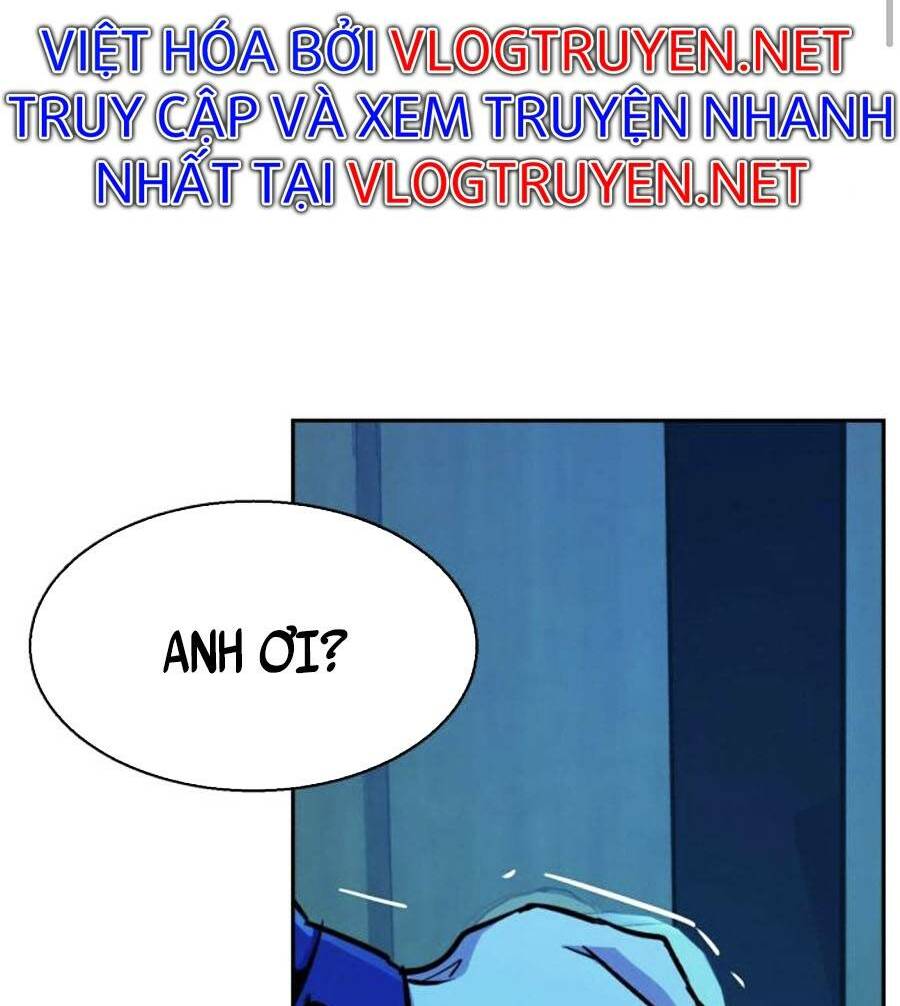 VIỆT HÓA BỞI VLOGTRUYEN.NET
TRUY CẬP VÀ XEM TRUYỆN NHANH
NHẤT TẠI VLOGTRUYEN.NET
ANH ƠI?